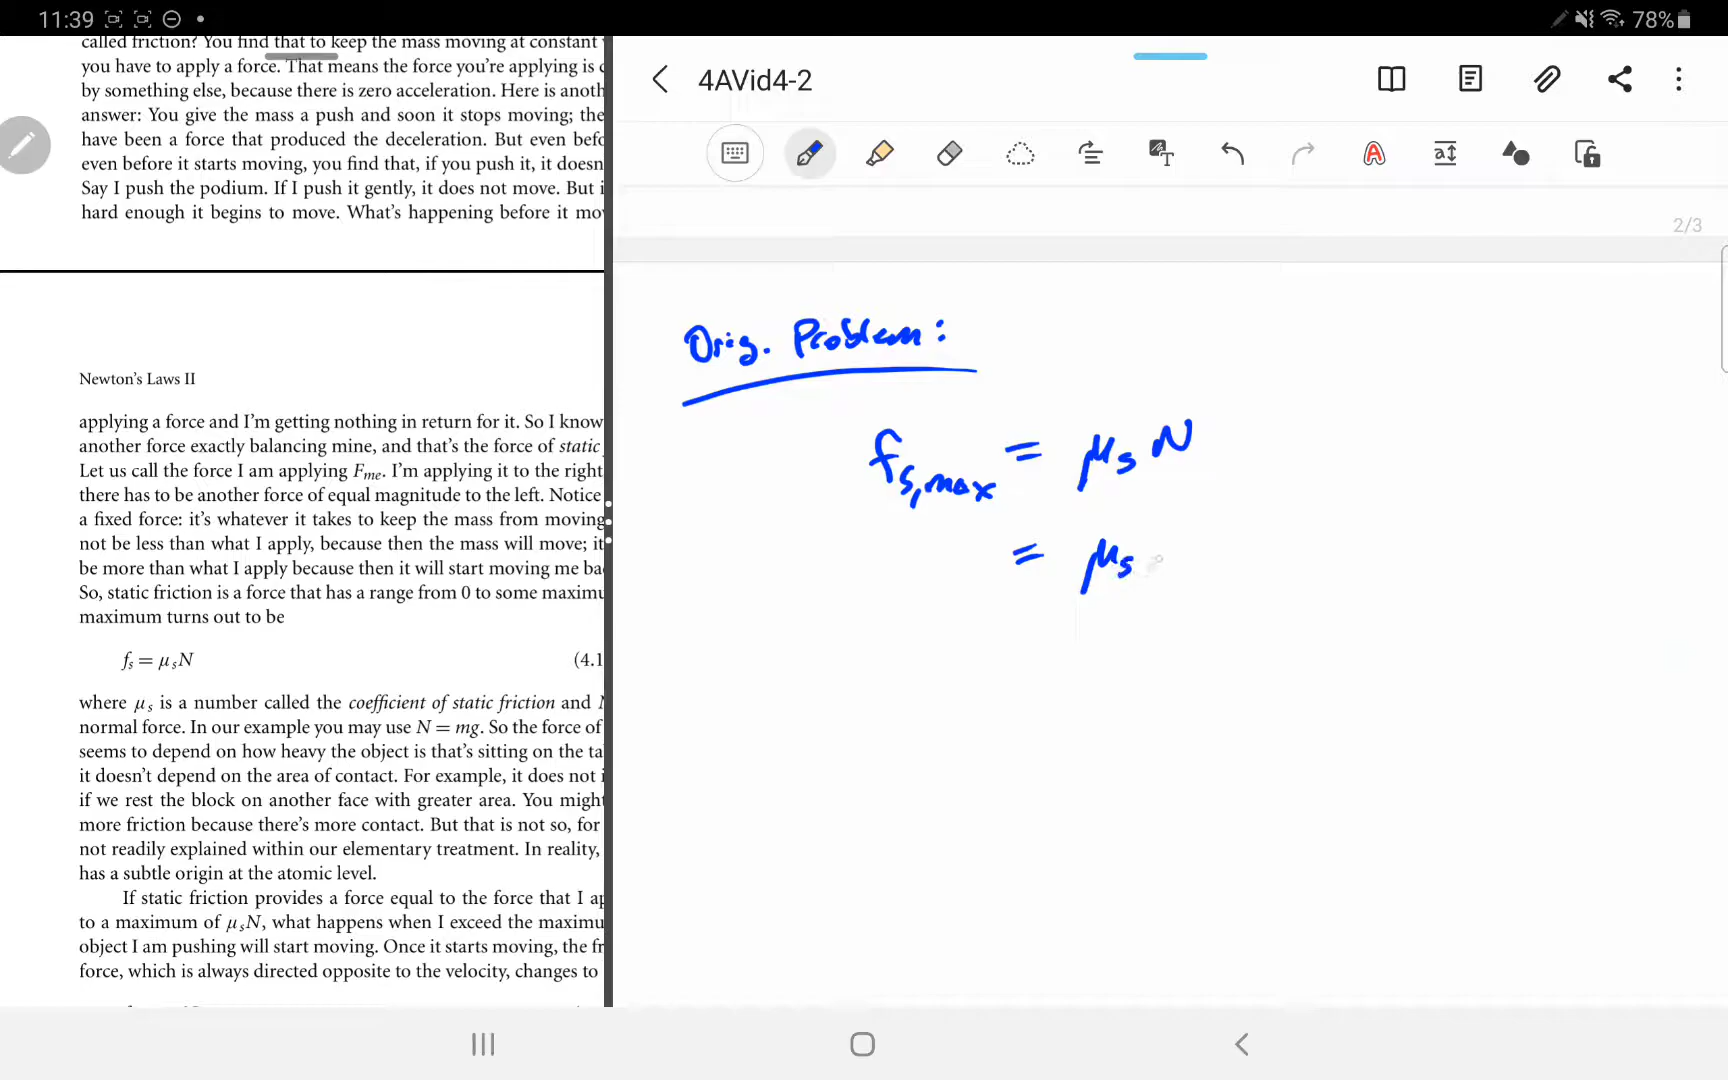 11:39
78%
called friction? You find that to keep the mass moving at constant
you have to apply a force. That means the force you're applying is
by something else, because there is zero acceleration. Here is anoth
answer: You give the mass a push and soon it stops moving; the
have been a force that produced the deceleration. But even befo
even before it starts moving, you find that, if you push it, it doesn
Say I push the podium. If I push it gently, it does not move. But i
hard enough it begins to move. What's happening before it mo
Newton's Laws II
applying a force and I'm getting nothing in return for it. So I know
another force exactly balancing mine, and that's the force of static
Let us call the force I am applying Fme. I'm applying it to the right
there has to be another force of equal magnitude to the left. Notice
a fixed force: it's whatever it takes to keep the mass from moving
not be less than what I apply, because then the mass will move; it
be more than what I apply because then it will start moving me ba
So, static friction is a force that has a range from 0 to some maximu
maximum turns out to be
fs = μsN (4.1
where μs is a number called the coefficient of static friction and
normal force. In our example you may use N = mg. So the force of
seems to depend on how heavy the object is that's sitting on the ta
it doesn't depend on the area of contact. For example, it does not i
if we rest the block on another face with greater area. You might
more friction because there's more contact. But that is not so, for
not readily explained within our elementary treatment. In reality,
has a subtle origin at the atomic level.
If static friction provides a force equal to the force that I ap
to a maximum of μsN, what happens when I exceed the maximu
object I am pushing will start moving. Once it starts moving, the fr
force, which is always directed opposite to the velocity, changes to
4AVid4-2
2/3
Orig. Problem:
fs,max = μs N
= μs